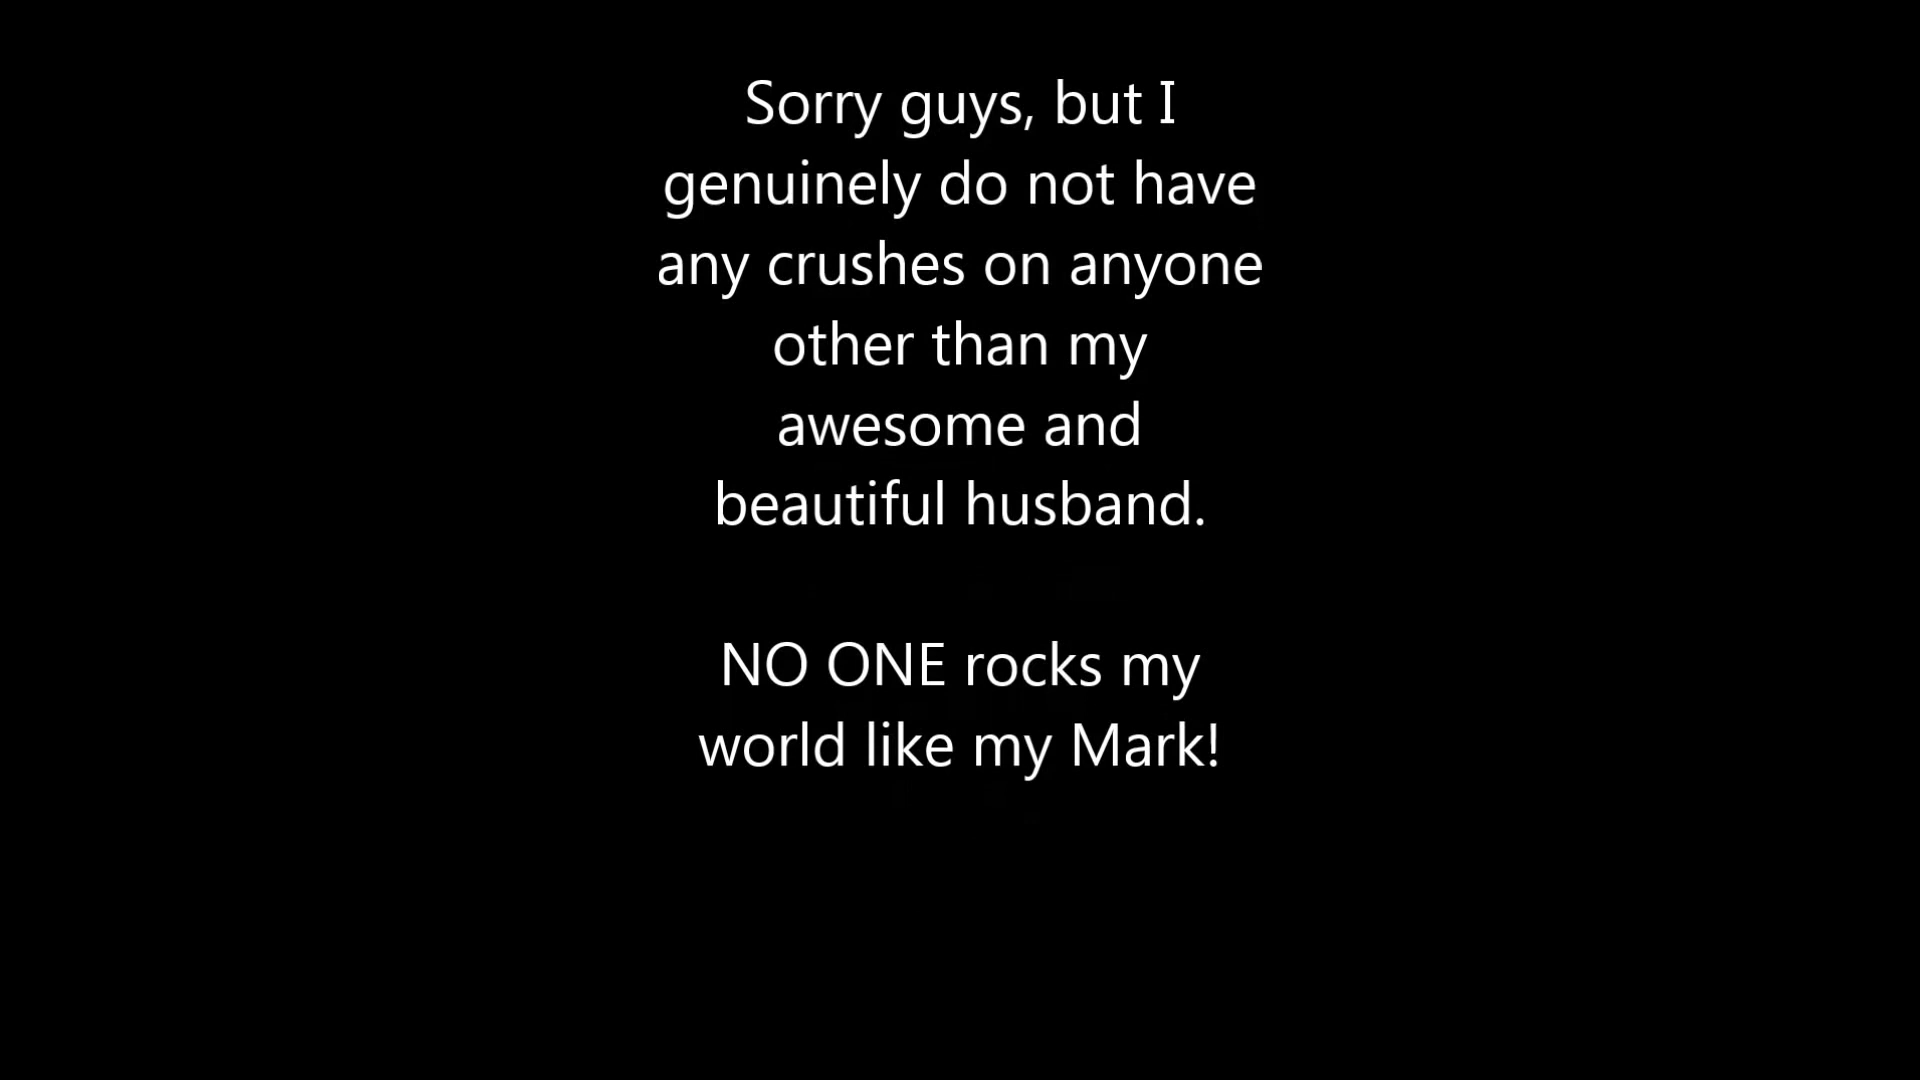 Sorry guys, but I
genuinely do not have
any crushes on anyone
other than my
awesome and
beautiful husband.
NO ONE rocks my
world like my Mark!